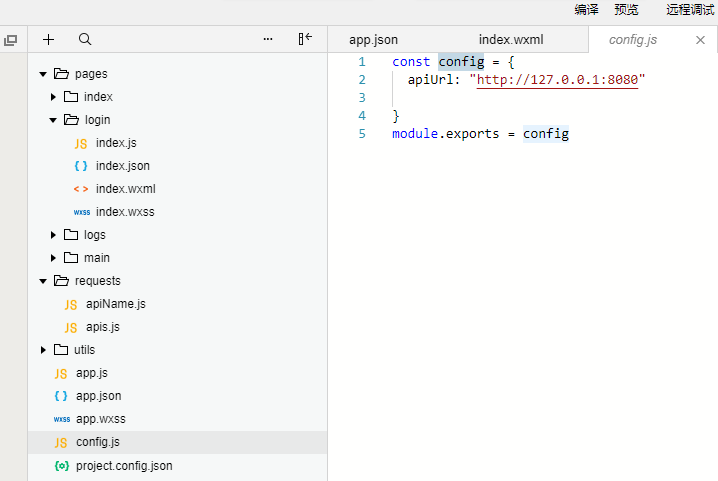 编译 预览 远程调试
app.json index.wxml config.js
pages
index
login
JS index.js
{ } index.json
< > index.wxml
wxss index.wxss
logs
main
requests
JS apiName.js
JS apis.js
utils
JS app.js
{ } app.json
wxss app.wxss
JS config.js
{o} project.config.json
1 const config = {
2 apiUrl: "http://127.0.0.1:8080"
3
4 }
5 module.exports = config